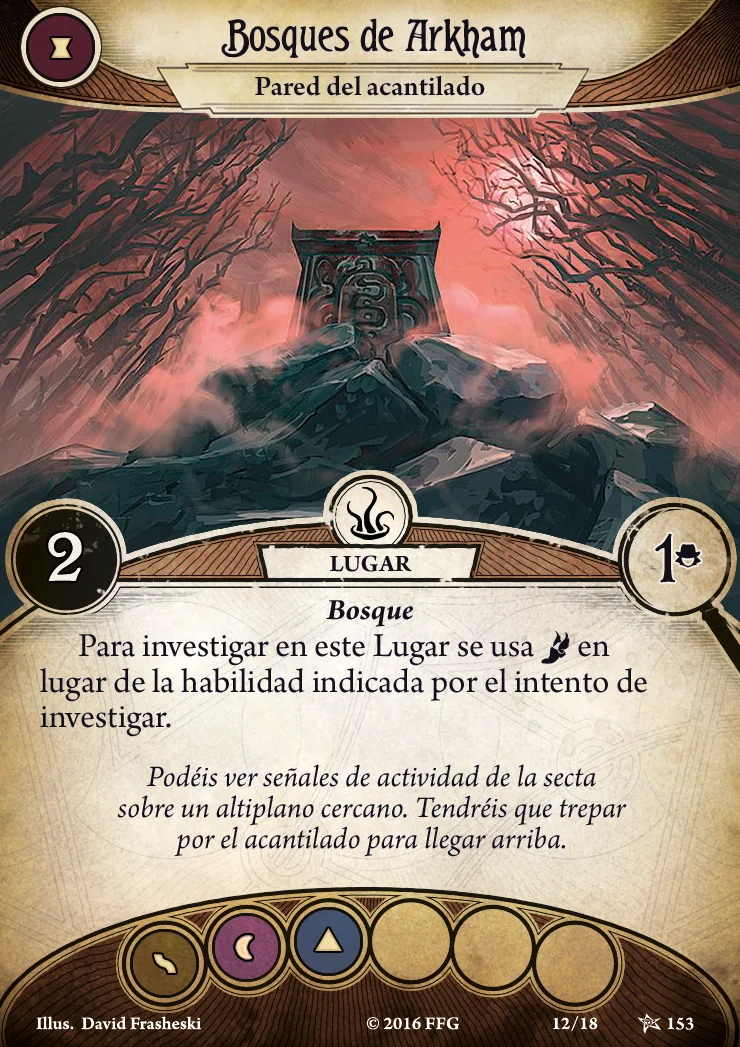 Bosques de Arkham
Pared del acantilado
2
LUGAR
1
Bosque
Para investigar en este Lugar se usa en
lugar de la habilidad indicada por el intento de
investigar.
Podéis ver señales de actividad de la secta
sobre un altiplano cercano. Tendréis que trepar
por el acantilado para llegar arriba.
Illus. David Frasheski
© 2016 FFG
12/18
153